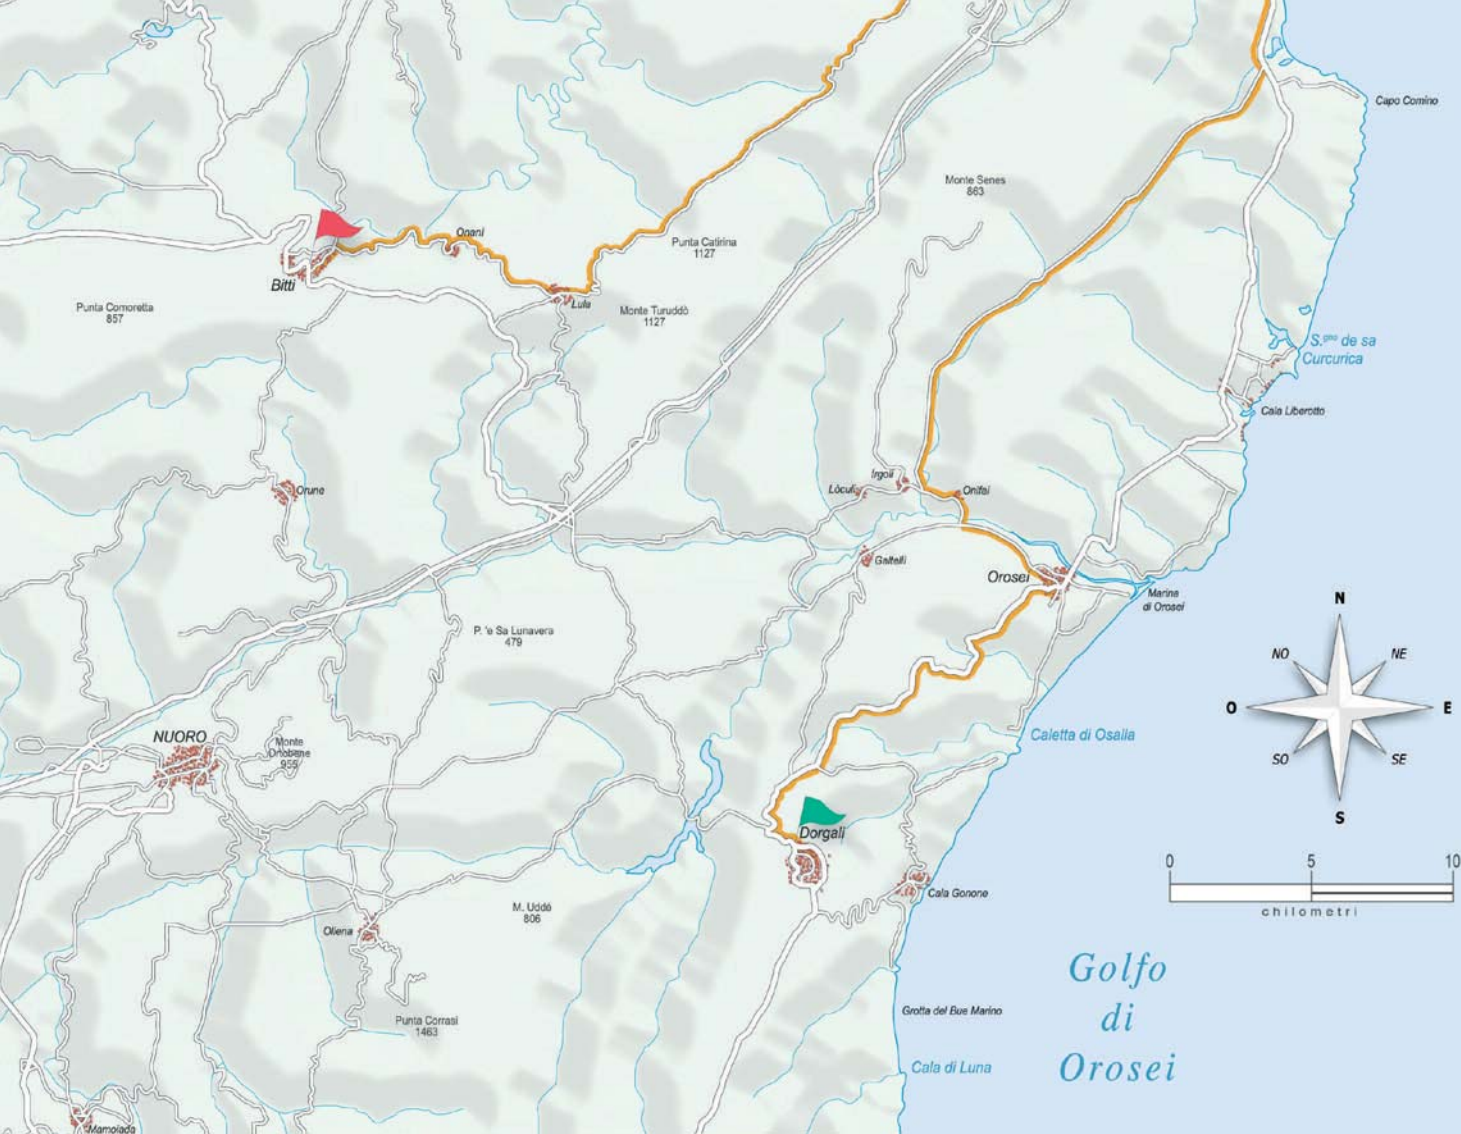 Capo Comino
Monte Senes
863
Onani
Punta Catirina
1127
Bitti
Lula
Punta Comoretta
857
Monte Turuddò
1127
S.gno de sa
Curcurica
Cala Liberotto
Irgoli
Lòculi
Onifai
Orune
Galtellì
Orosei
Marina
di Orosei
P. 'e Sa Lunavera
479
N
NO
NE
O
E
SO
SE
S
NUORO
Monte
Ortobene
955
Caletta di Osalla
Dorgali
0
5
10
chilometri
Cala Gonone
M. Uddè
806
Oliena
Golfo
di
Orosei
Grotta del Bue Marino
Punta Corrasi
1463
Cala di Luna
Mamoiada